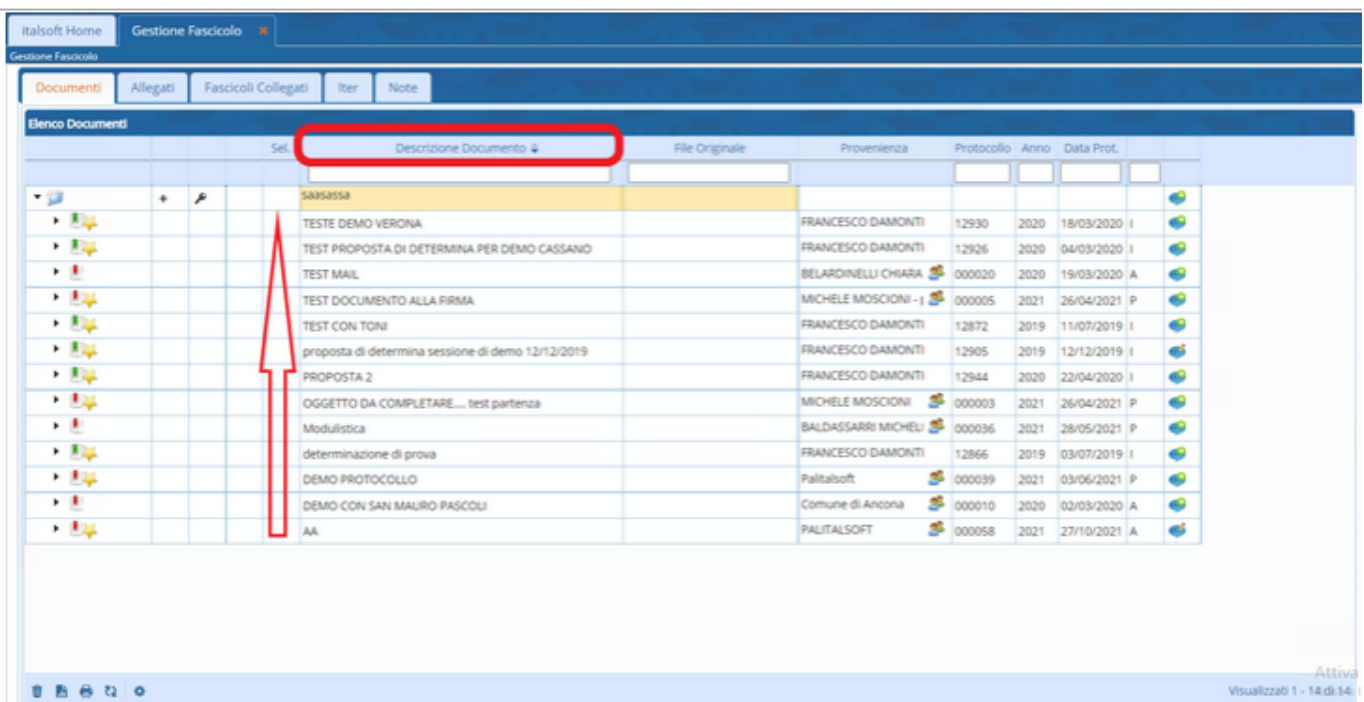 italsoft Home Gestione Fascicolo
Gestione Fascicolo
Documenti Allegati Fascicoli Collegati Iter Note
Elenco Documenti
Sel. Descrizione Documento File Originale Provenienza Protocollo Anno Data Prot.
saasassa
TESTE DEMO VERONA FRANCESCO DAMONTI 12930 2020 18/03/2020 I
TEST PROPOSTA DI DETERMINA PER DEMO CASSANO FRANCESCO DAMONTI 12926 2020 04/03/2020 I
TEST MAIL BELARDINELLI CHIARA 000020 2020 19/03/2020 A
TEST DOCUMENTO ALLA FIRMA MICHELE MOSCIONI - 000005 2021 26/04/2021 P
TEST CON TONI FRANCESCO DAMONTI 12872 2019 11/07/2019 I
proposta di determina sessione di demo 12/12/2019 FRANCESCO DAMONTI 12905 2019 12/12/2019 I
PROPOSTA 2 FRANCESCO DAMONTI 12944 2020 22/04/2020 I
OGGETTO DA COMPLETARE.... test partenza MICHELE MOSCIONI 000003 2021 26/04/2021 P
Modulistica BALDASSARRI MICHEL 000036 2021 28/05/2021 P
determinazione di prova FRANCESCO DAMONTI 12866 2019 03/07/2019 I
DEMO PROTOCOLLO Palitalsoft 000039 2021 03/06/2021 P
DEMO CON SAN MAURO PASCOLI Comune di Ancona 000010 2020 02/03/2020 A
AA PALITALSOFT 000058 2021 27/10/2021 A
Attiva
Visualizzati 1 - 14 di 14